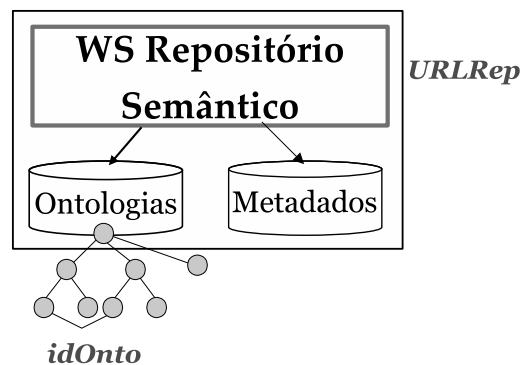 WS Repositório
Semântico
URLRep
Ontologias
Metadados
idOnto